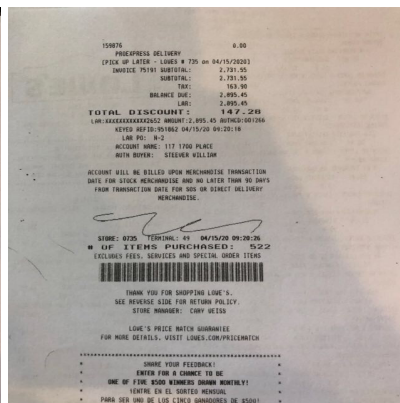 159876 0.00
PROEXPRESS DELIVERY
[PICK UP LATER - LOWES # 735 on 04/15/2020]
INVOICE 75191 SUBTOTAL: 2,731.55
SUBTOTAL: 2,731.55
TAX: 163.90
BALANCE DUE: 2,895.45
LAR: 2,895.45
TOTAL DISCOUNT: 147.28
LAR:XXXXXXXXXXXX2652 AMOUNT:2,895.45 AUTHCD:001266
KEYED REFID:951862 04/15/20 09:20:18
LAR PO: N-2
ACCOUNT NAME: 117 1700 PLACE
AUTH BUYER: STEEVER WILLIAM
ACCOUNT WILL BE BILLED UPON MERCHANDISE TRANSACTION
DATE FOR STOCK MERCHANDISE AND NO LATER THAN 90 DAYS
FROM TRANSACTION DATE FOR SOS OR DIRECT DELIVERY
MERCHANDISE.
STORE: 0735 TERMINAL: 49 04/15/20 09:20:26
# OF ITEMS PURCHASED: 522
EXCLUDES FEES, SERVICES AND SPECIAL ORDER ITEMS
THANK YOU FOR SHOPPING LOWE'S.
SEE REVERSE SIDE FOR RETURN POLICY.
STORE MANAGER: CARY WEISS
LOWE'S PRICE MATCH GUARANTEE
FOR MORE DETAILS, VISIT LOWES.COM/PRICEMATCH
****************************************************
* SHARE YOUR FEEDBACK! *
* ENTER FOR A CHANCE TO BE *
* ONE OF FIVE $500 WINNERS DRAWN MONTHLY! *
* !ENTRE EN EL SORTEO MENSUAL *
* PARA SER UNO DE LOS CINCO GANADORES DE $500! *